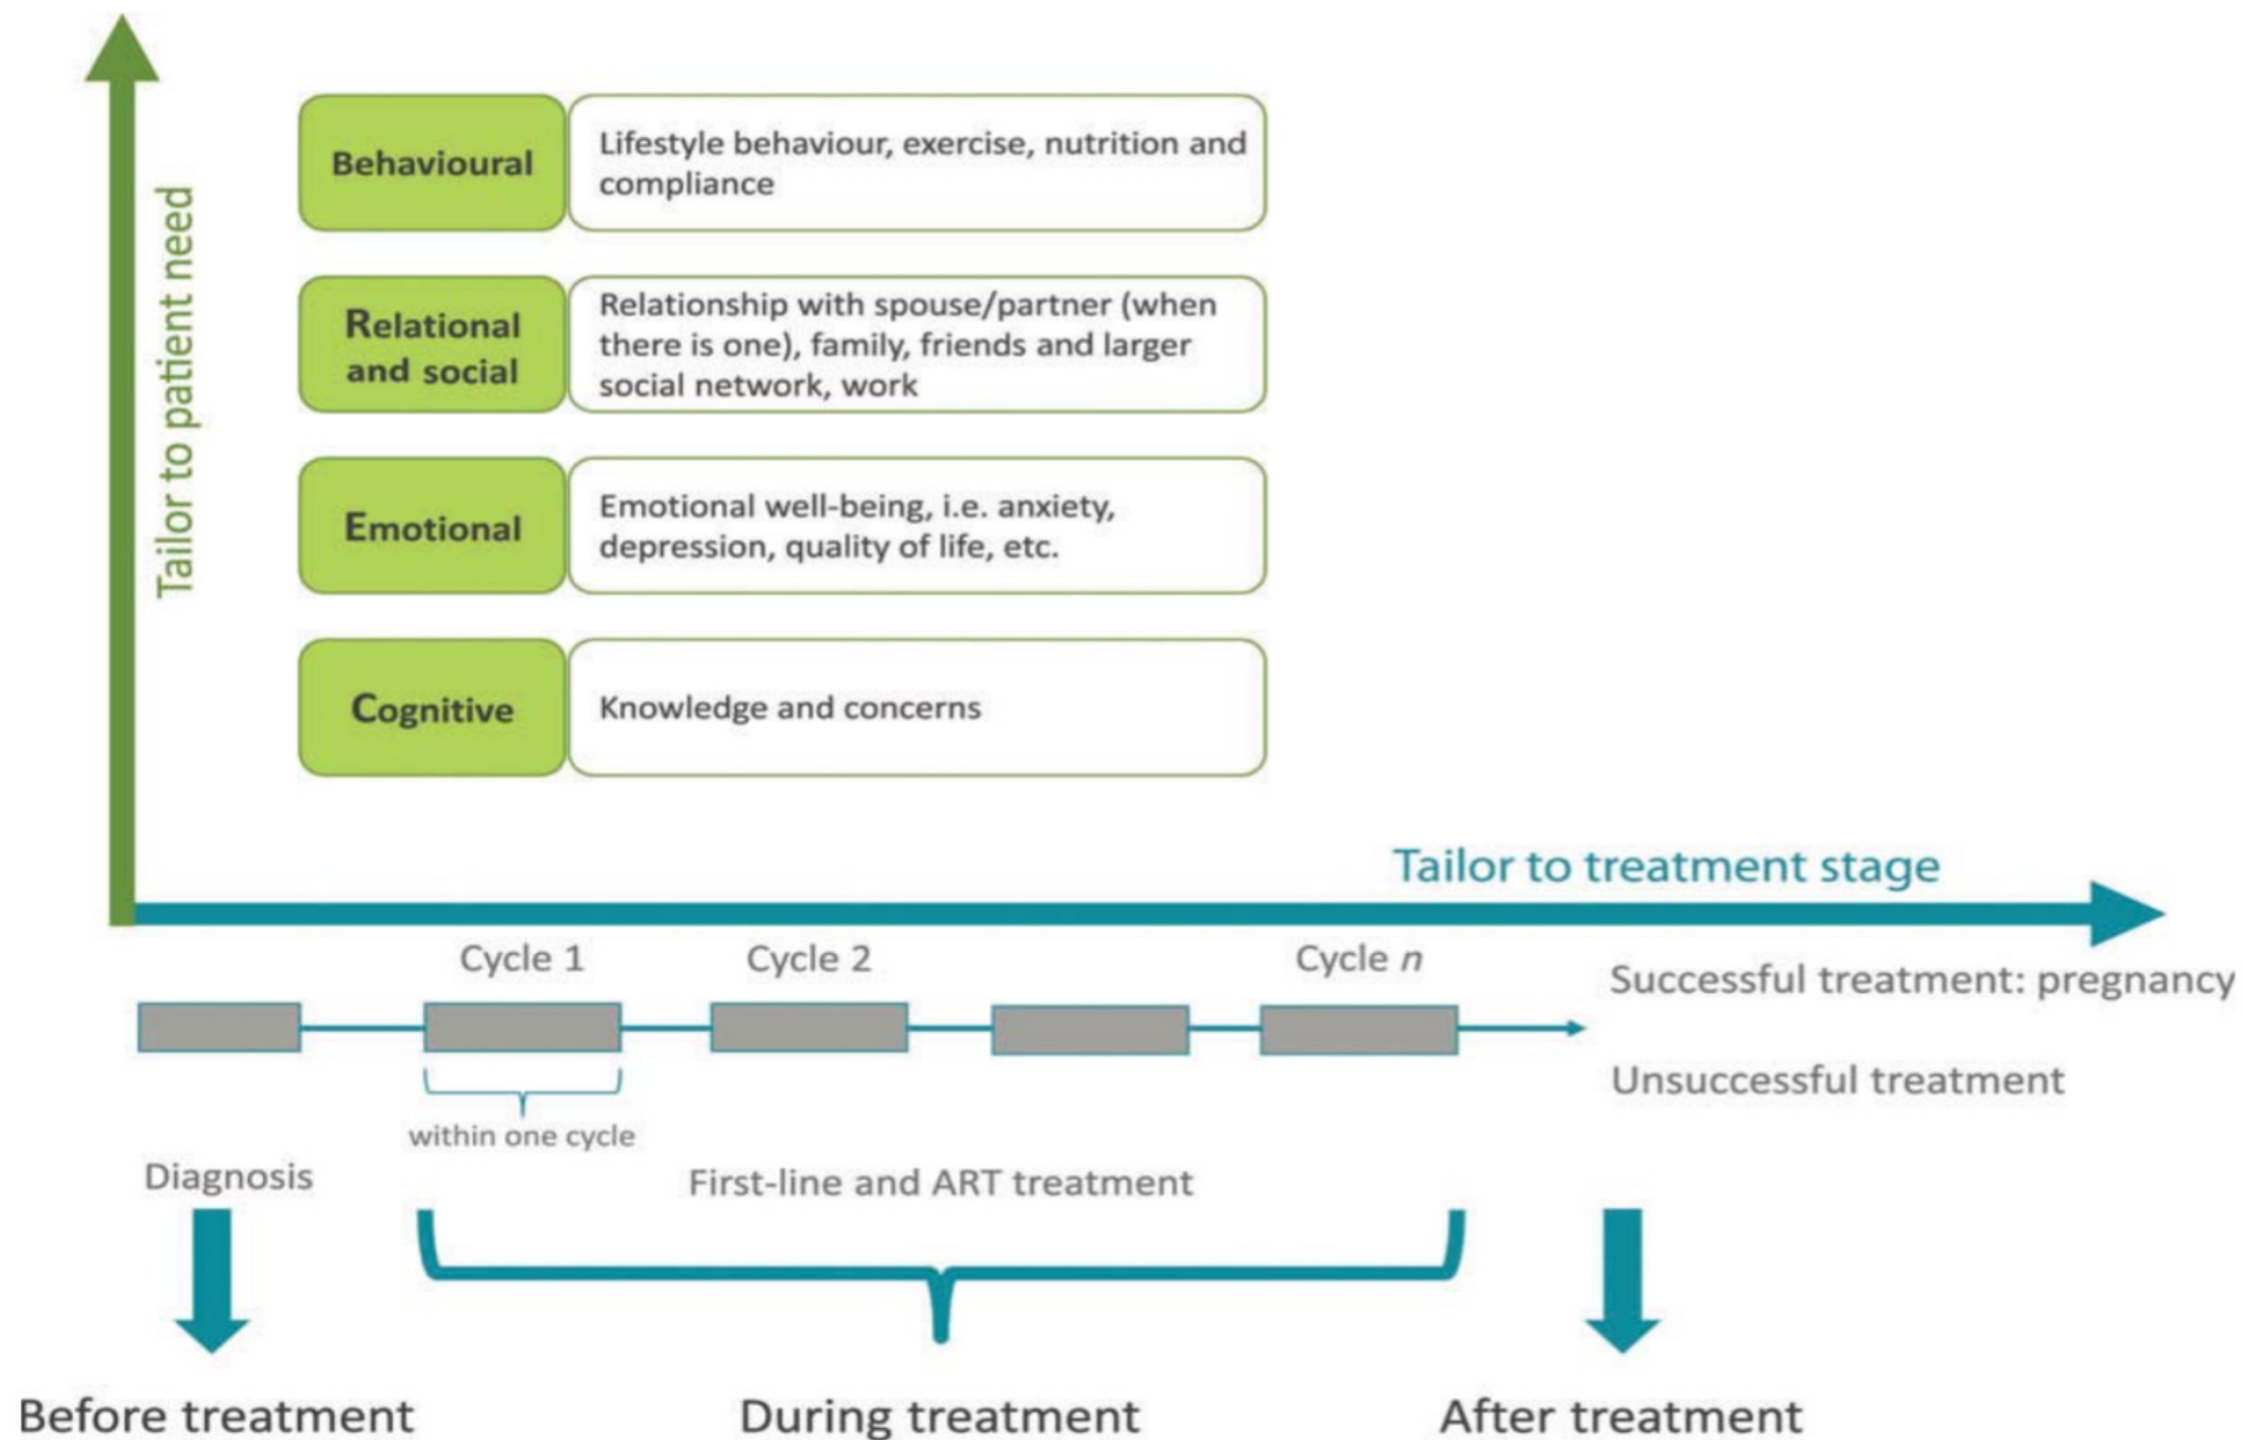 Tailor to patient need
Behavioural
Lifestyle behaviour, exercise, nutrition and
compliance
Relational
and social
Relationship with spouse/partner (when
there is one), family, friends and larger
social network, work
Emotional
Emotional well-being, i.e. anxiety,
depression, quality of life, etc.
Cognitive
Knowledge and concerns
Tailor to treatment stage
Cycle 1
Cycle 2
Cycle n
Successful treatment: pregnancy
Unsuccessful treatment
within one cycle
Diagnosis
First-line and ART treatment
Before treatment
During treatment
After treatment